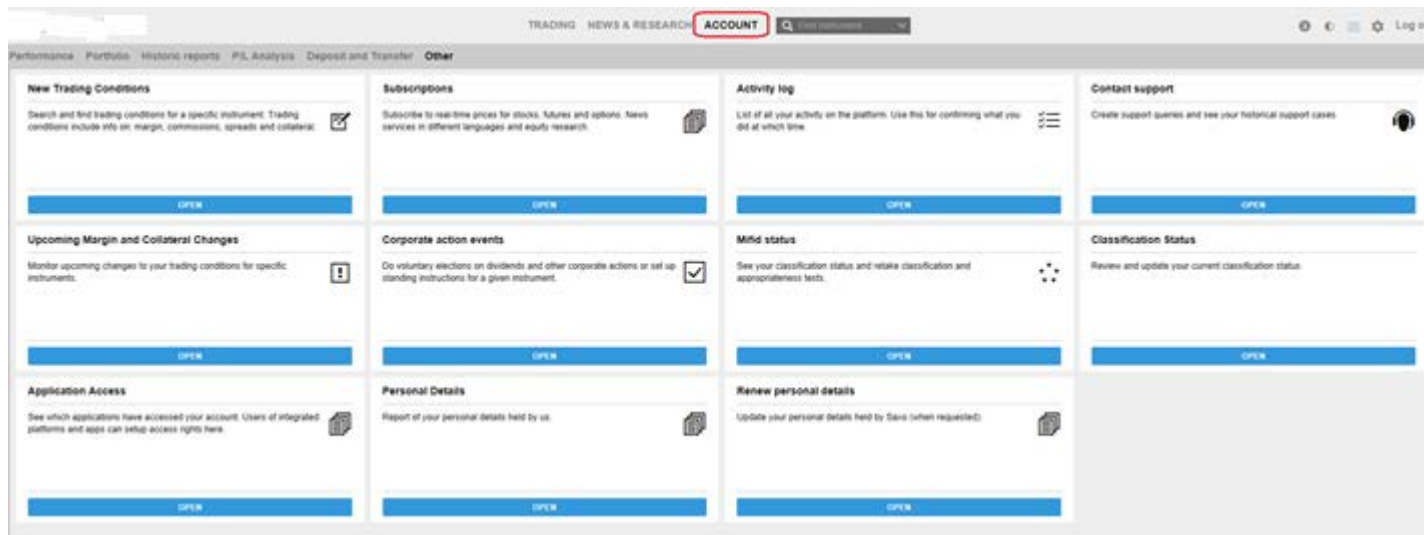 TRADING NEWS & RESEARCH ACCOUNT Find instrument Log o
Performance Portfolio Historic reports P/L Analysis Deposit and Transfer Other
New Trading Conditions
Search and find trading conditions for a specific instrument. Trading
conditions include info on: margin, commissions, spreads and collateral.
OPEN
Subscriptions
Subscribe to real-time prices for stocks, futures and options. News
services in different languages and equity research.
OPEN
Activity log
List of all your activity on the platform. Use this for confirming what you
did at which time.
OPEN
Contact support
Create support queries and see your historical support cases
OPEN
Upcoming Margin and Collateral Changes
Monitor upcoming changes to your trading conditions for specific
instruments.
OPEN
Corporate action events
Do voluntary elections on dividends and other corporate actions or set up
standing instructions for a given instrument.
OPEN
Mifid status
See your classification status and retake classification and
appropriateness tests.
OPEN
Classification Status
Review and update your current classification status.
OPEN
Application Access
See which applications have accessed your account. Users of integrated
platforms and apps can setup access rights here.
OPEN
Personal Details
Report of your personal details held by us.
OPEN
Renew personal details
Update your personal details held by Saxo (when requested).
OPEN